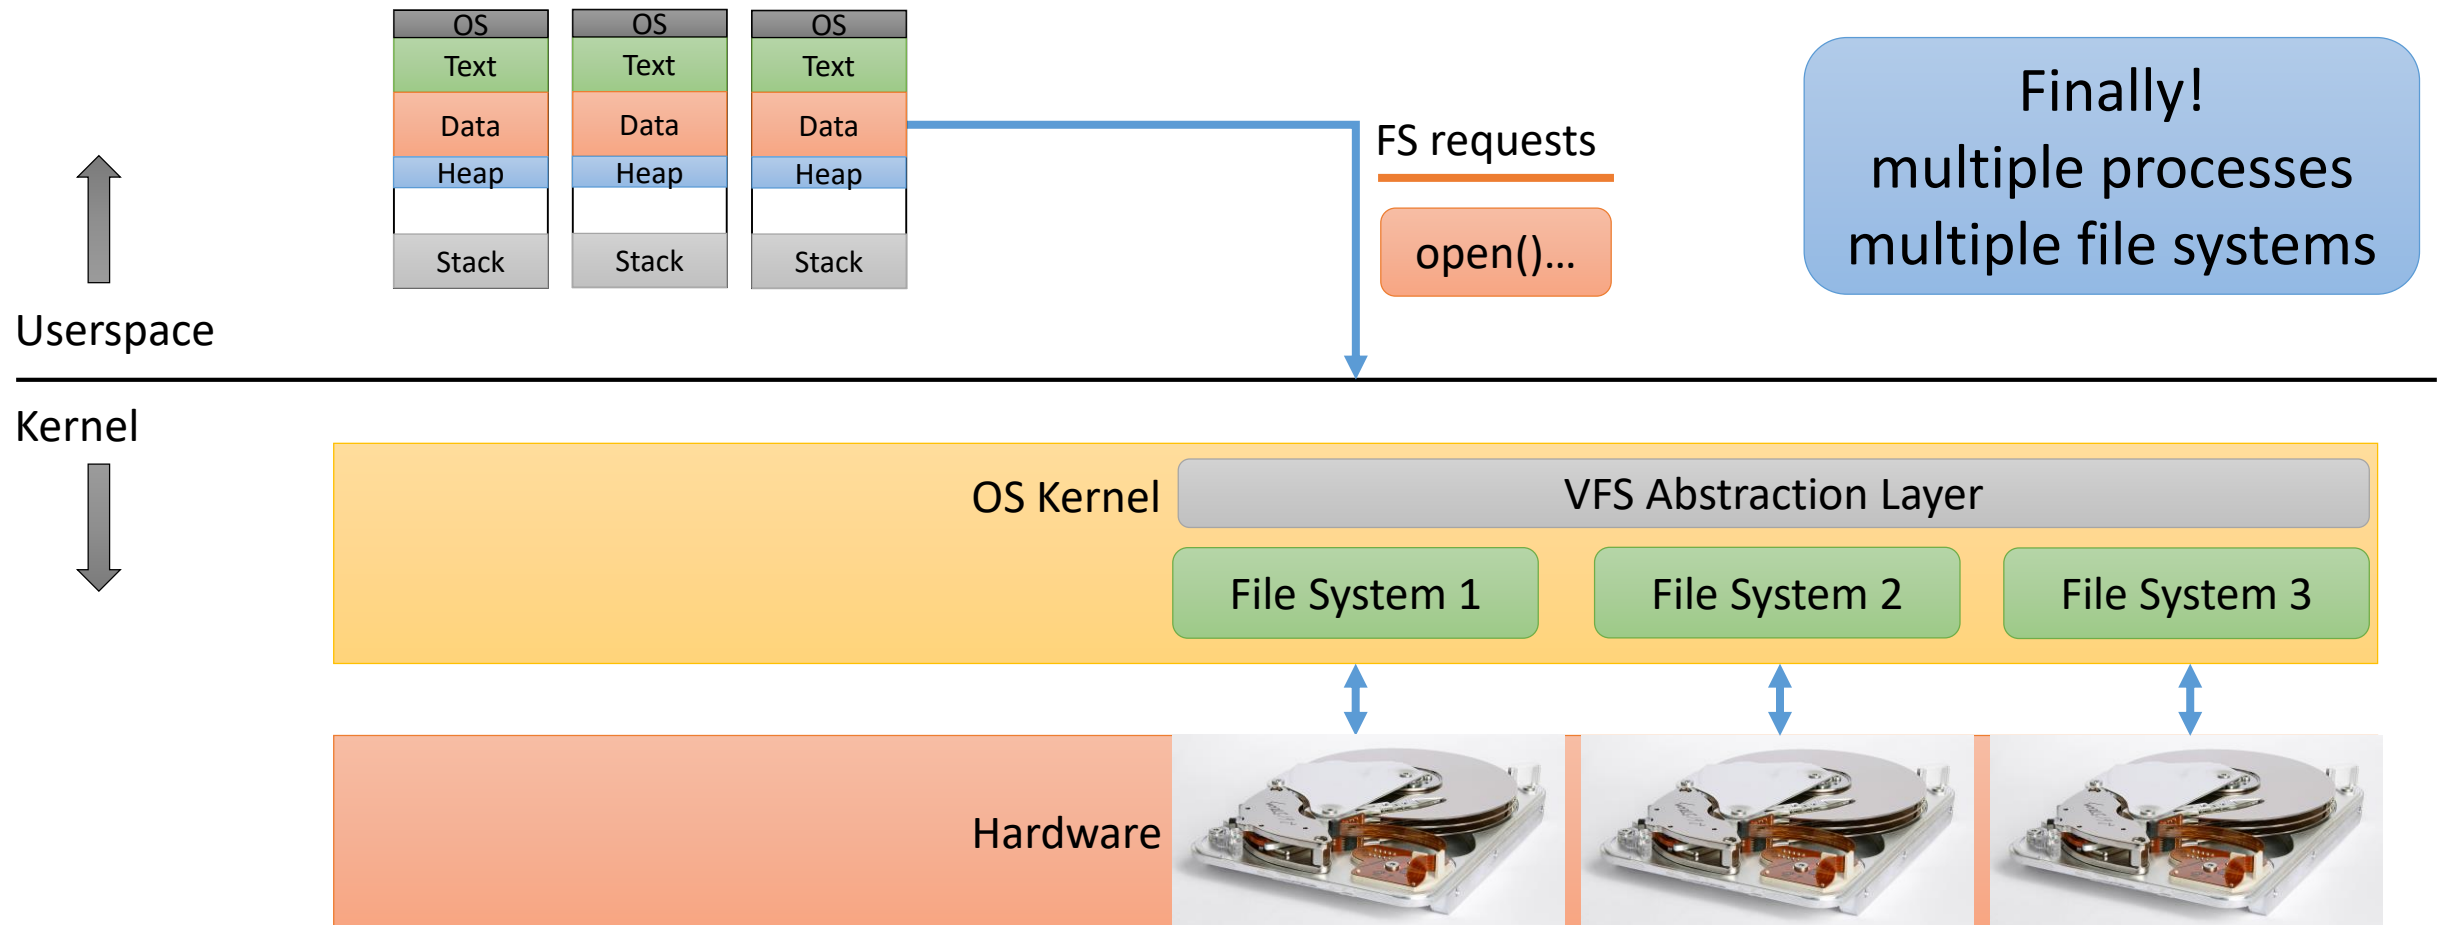 OS
Text
Data
Heap
Stack
OS
Text
Data
Heap
Stack
OS
Text
Data
Heap
Stack
FS requests
open()...
Finally!
multiple processes
multiple file systems
Userspace
Kernel
OS Kernel
VFS Abstraction Layer
File System 1
File System 2
File System 3
Hardware